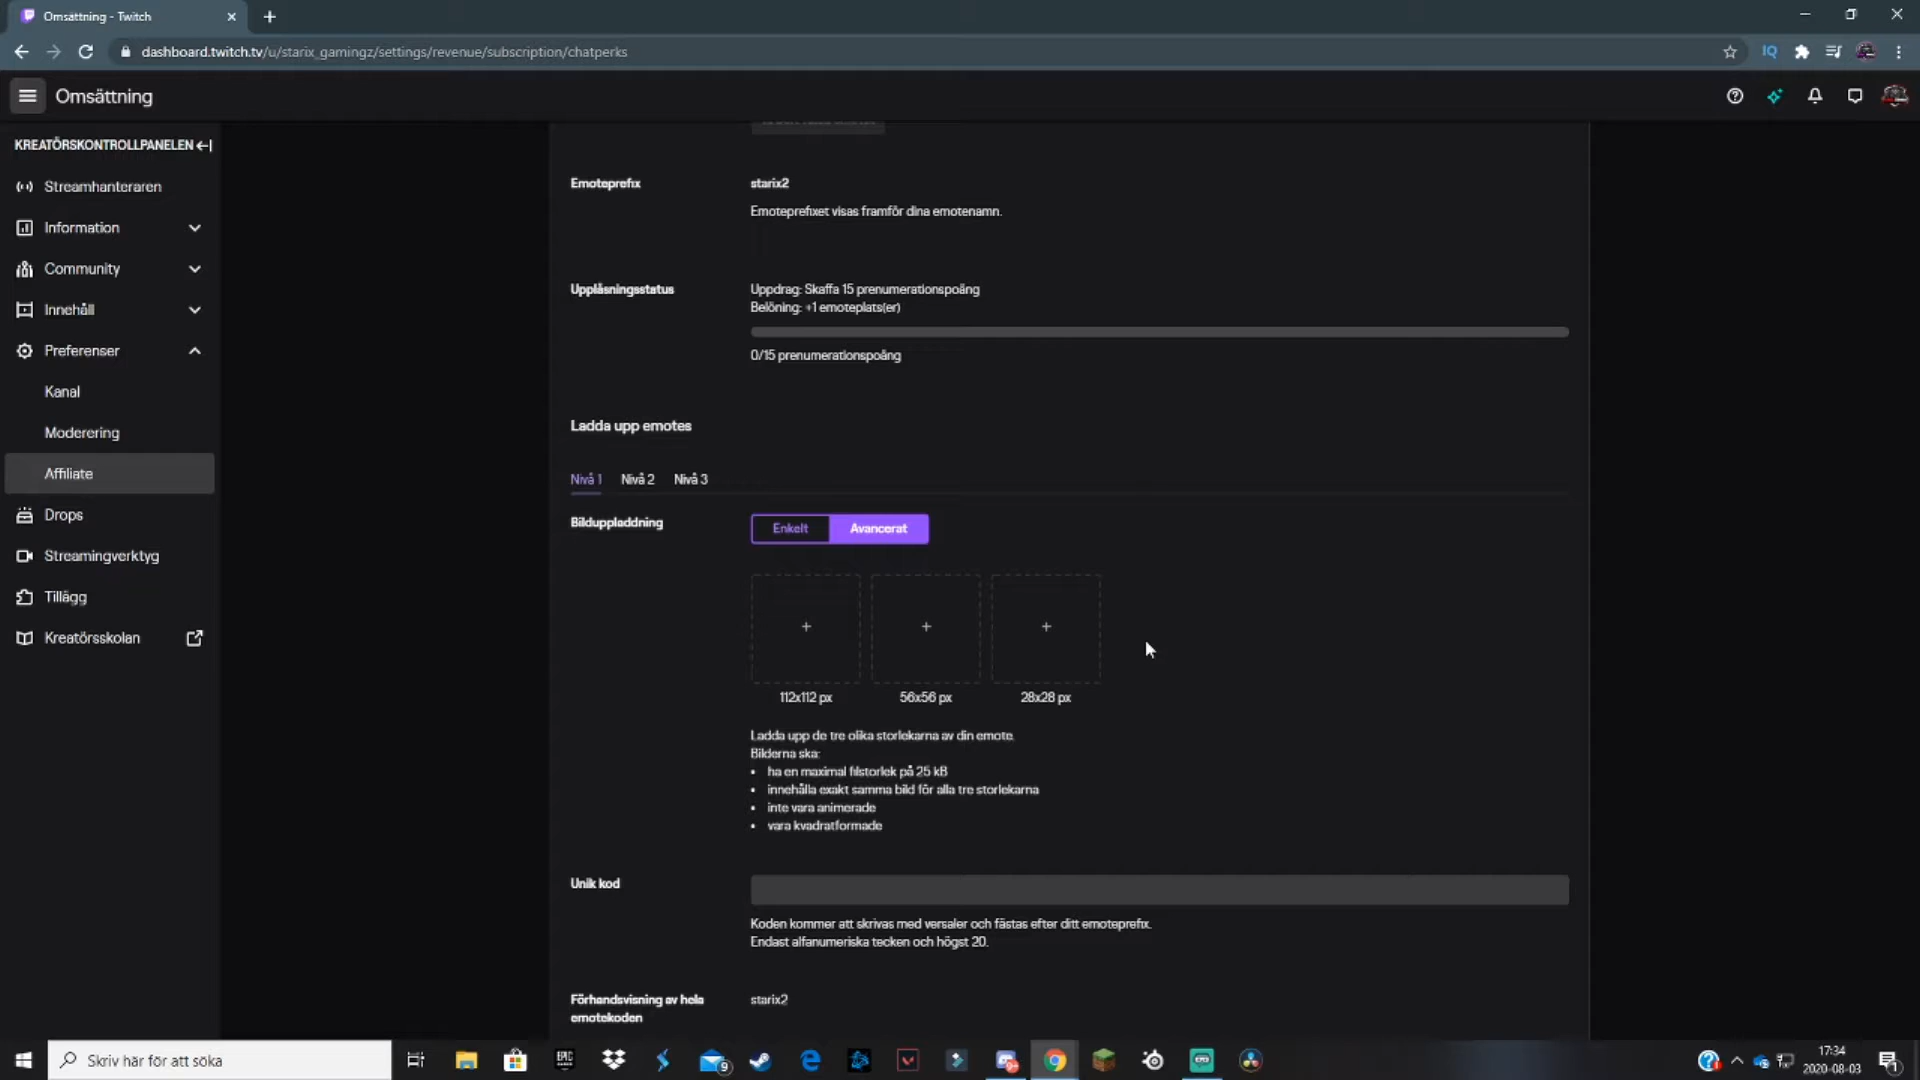 Omsättning - Twitch
dashboard.twitch.tv/u/starix_gamingz/settings/revenue/subscription/chatperks
IQ
Omsättning
KREATÖRSKONTROLLPANELEN
Streamhanteraren
Information
Community
Innehåll
Preferenser
Kanal
Moderering
Affiliate
Drops
Streamingverktyg
Tillägg
Kreatörsskolan
Emoteprefix
starix2
Emoteprefixet visas framför dina emotenamn.
Upplåsningsstatus
Uppdrag: Skaffa 15 prenumerationspoäng
Belöning: +1 emoteplats(er)
0/15 prenumerationspoäng
Ladda upp emotes
Nivå 1 Nivå 2 Nivå 3
Bilduppladdning
Enkelt Avancerat
112x112 px 56x56 px 28x28 px
Ladda upp de tre olika storlekarna av din emote.
Bilderna ska:
• ha en maximal filstorlek på 25 kB
• innehålla exakt samma bild för alla tre storlekarna
• inte vara animerade
• vara kvadratformade
Unik kod
Koden kommer att skrivas med versaler och fästas efter ditt emoteprefix.
Endast alfanumeriska tecken och högst 20.
Förhandsvisning av hela
emotekoden
starix2
Skriv här för att söka
EPIC
GAMES
9
17:34
2020-08-03
1